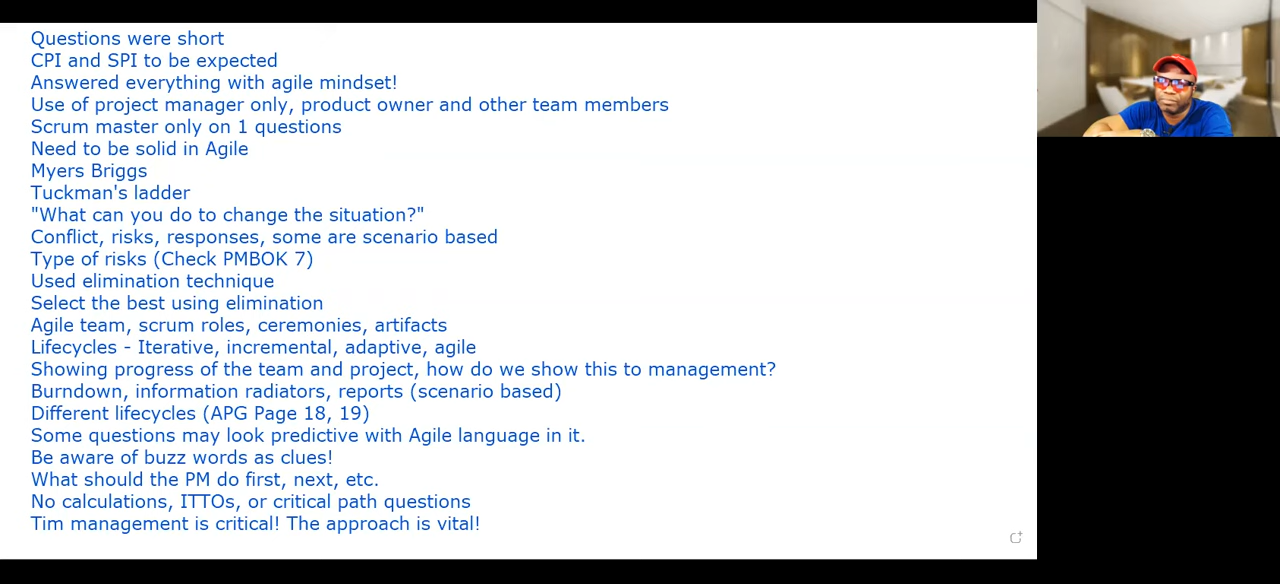 Questions were short
CPI and SPI to be expected
Answered everything with agile mindset!
Use of project manager only, product owner and other team members
Scrum master only on 1 questions
Need to be solid in Agile
Myers Briggs
Tuckman's ladder
"What can you do to change the situation?"
Conflict, risks, responses, some are scenario based
Type of risks (Check PMBOK 7)
Used elimination technique
Select the best using elimination
Agile team, scrum roles, ceremonies, artifacts
Lifecycles - Iterative, incremental, adaptive, agile
Showing progress of the team and project, how do we show this to management?
Burndown, information radiators, reports (scenario based)
Different lifecycles (APG Page 18, 19)
Some questions may look predictive with Agile language in it.
Be aware of buzz words as clues!
What should the PM do first, next, etc.
No calculations, ITTOs, or critical path questions
Tim management is critical! The approach is vital!